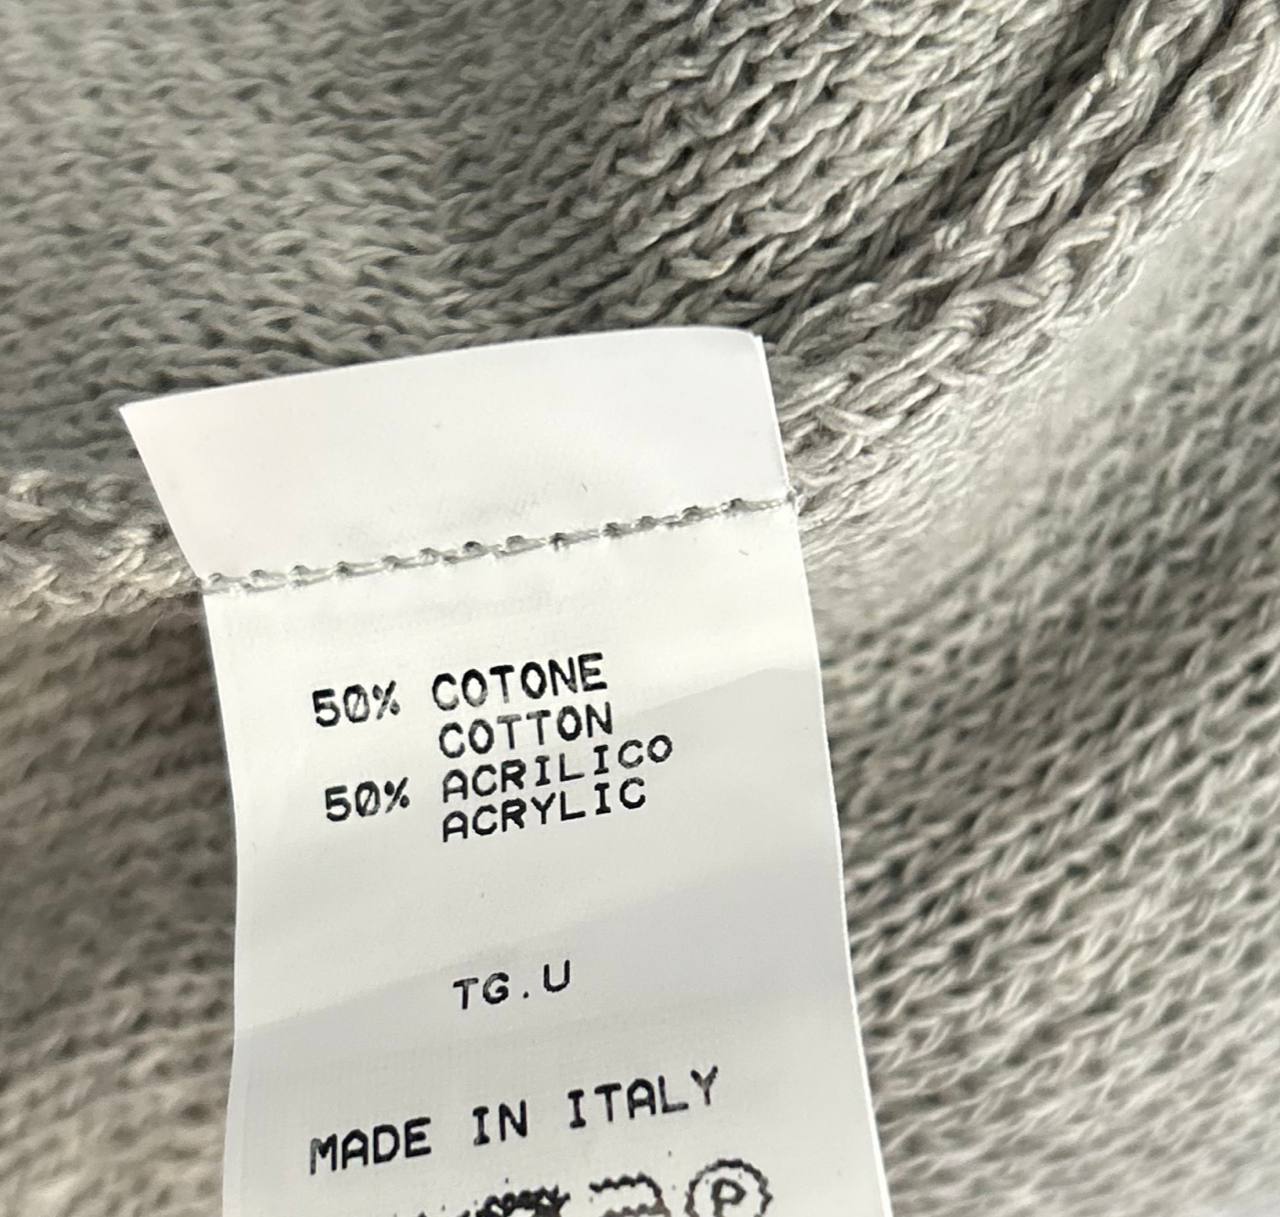 50% COTONE
COTTON
50% ACRILICO
ACRYLIC
TG.U
MADE IN ITALY
P